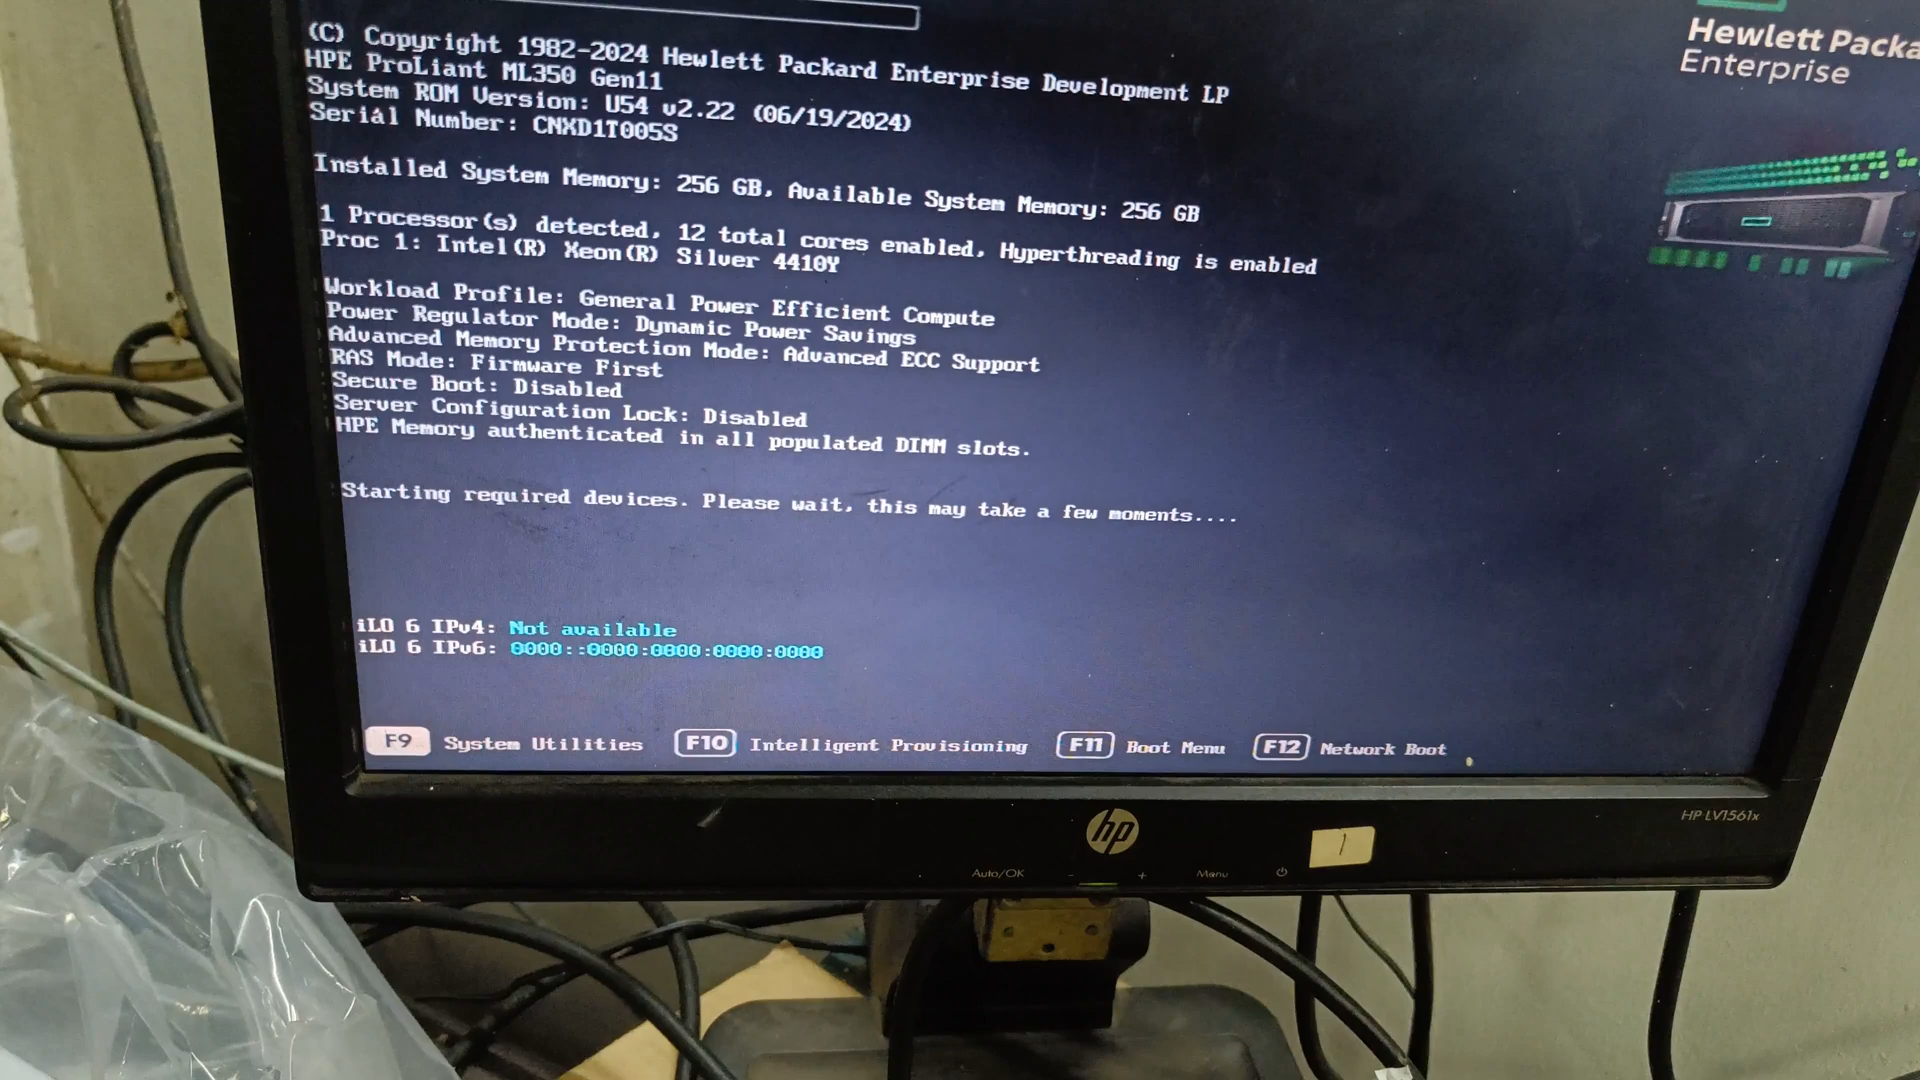 (C) Copyright 1982-2024 Hewlett Packard Enterprise Development LP
HPE ProLiant ML350 Gen11
System ROM Version: U54 v2.22 (06/19/2024)
Serial Number: CNXD1T005S
Installed System Memory: 256 GB, Available System Memory: 256 GB
1 Processor(s) detected, 12 total cores enabled, Hyperthreading is enabled
Proc 1: Intel(R) Xeon(R) Silver 4410Y
Workload Profile: General Power Efficient Compute
Power Regulator Mode: Dynamic Power Savings
Advanced Memory Protection Mode: Advanced ECC Support
RAS Mode: Firmware First
Secure Boot: Disabled
Server Configuration Lock: Disabled
HPE Memory authenticated in all populated DIMM slots.
Starting required devices. Please wait, this may take a few moments....
iLO 6 IPv4: Not available
iLO 6 IPv6: 0000::0000:0000:0000:0000
F9 System Utilities F10 Intelligent Provisioning F11 Boot Menu F12 Network Boot
Hewlett Packa
Enterprise
hp
HP LV1561x
Auto/OK - + Menu
1